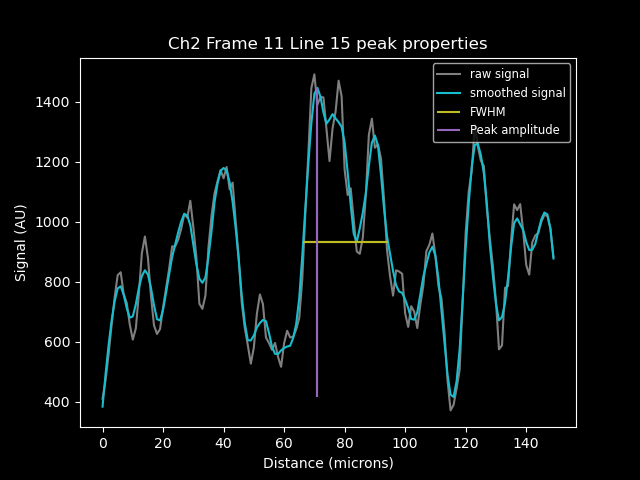 Ch2 Frame 11 Line 15 peak properties
raw signal
smoothed signal
FWHM
Peak amplitude
1400
1200
1000
800
600
400
Signal (AU)
0
20
40
60
80
100
120
140
Distance (microns)